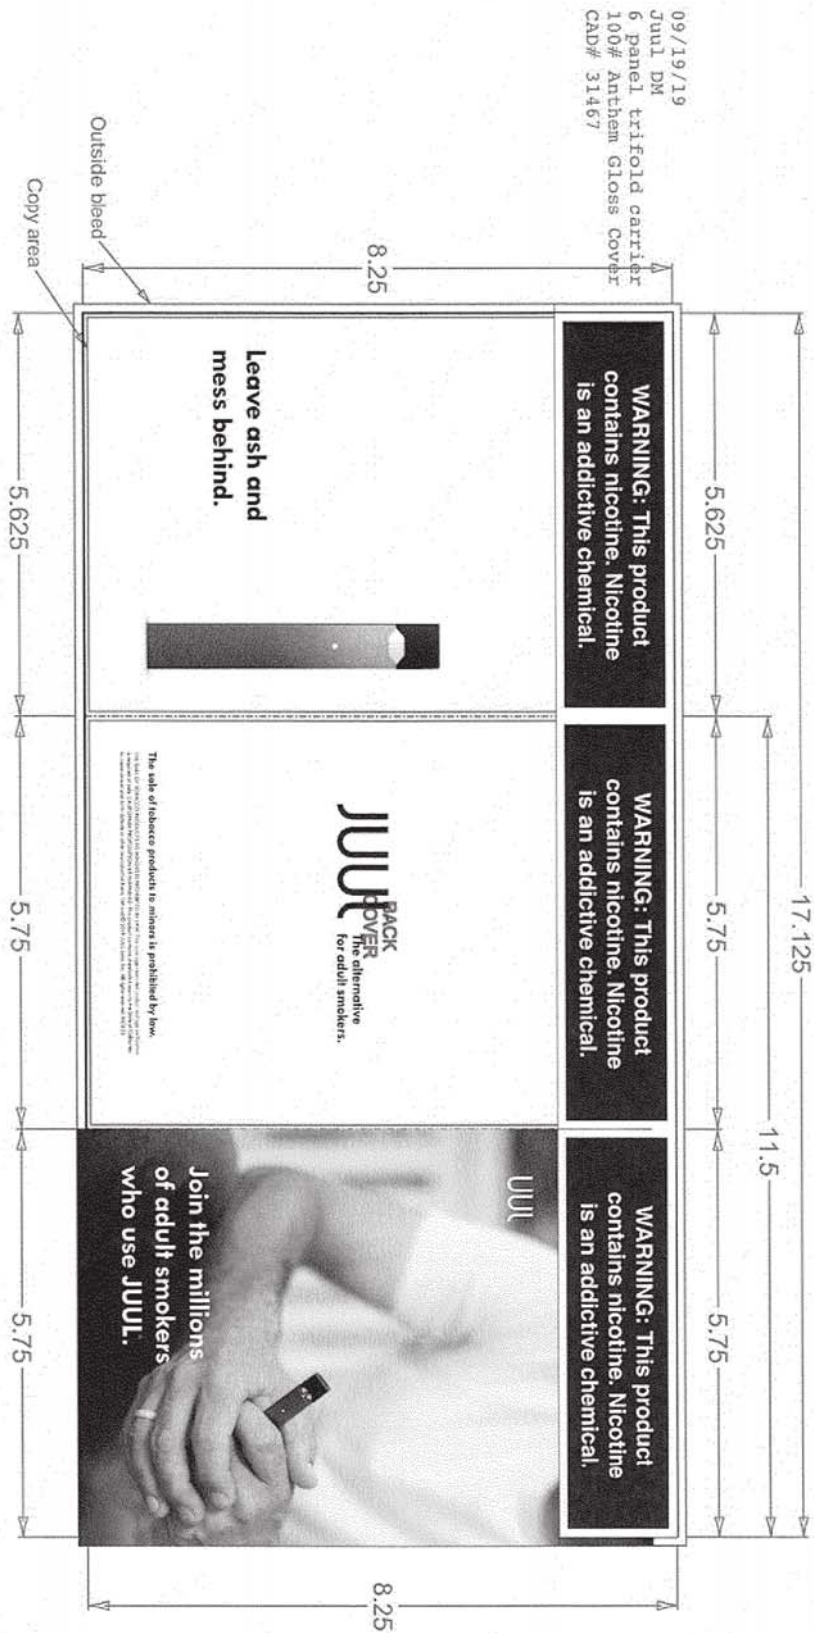 09/19/19
Juul DM
6 panel trifold carrier
100# Anthem Gloss Cover
CAD# 31467
17.125
11.5
5.625
5.75
5.75
8.25
WARNING: This product
contains nicotine. Nicotine
is an addictive chemical.
WARNING: This product
contains nicotine. Nicotine
is an addictive chemical.
WARNING: This product
contains nicotine. Nicotine
is an addictive chemical.
Leave ash and
mess behind.
JUUL
BACK
COVER
The alternative
for adult smokers.
The sale of tobacco products to minors is prohibited by law.
UUL
Join the millions
of adult smokers
who use JUUL.
8.25
Outside bleed
Copy area
5.625
5.75
5.75